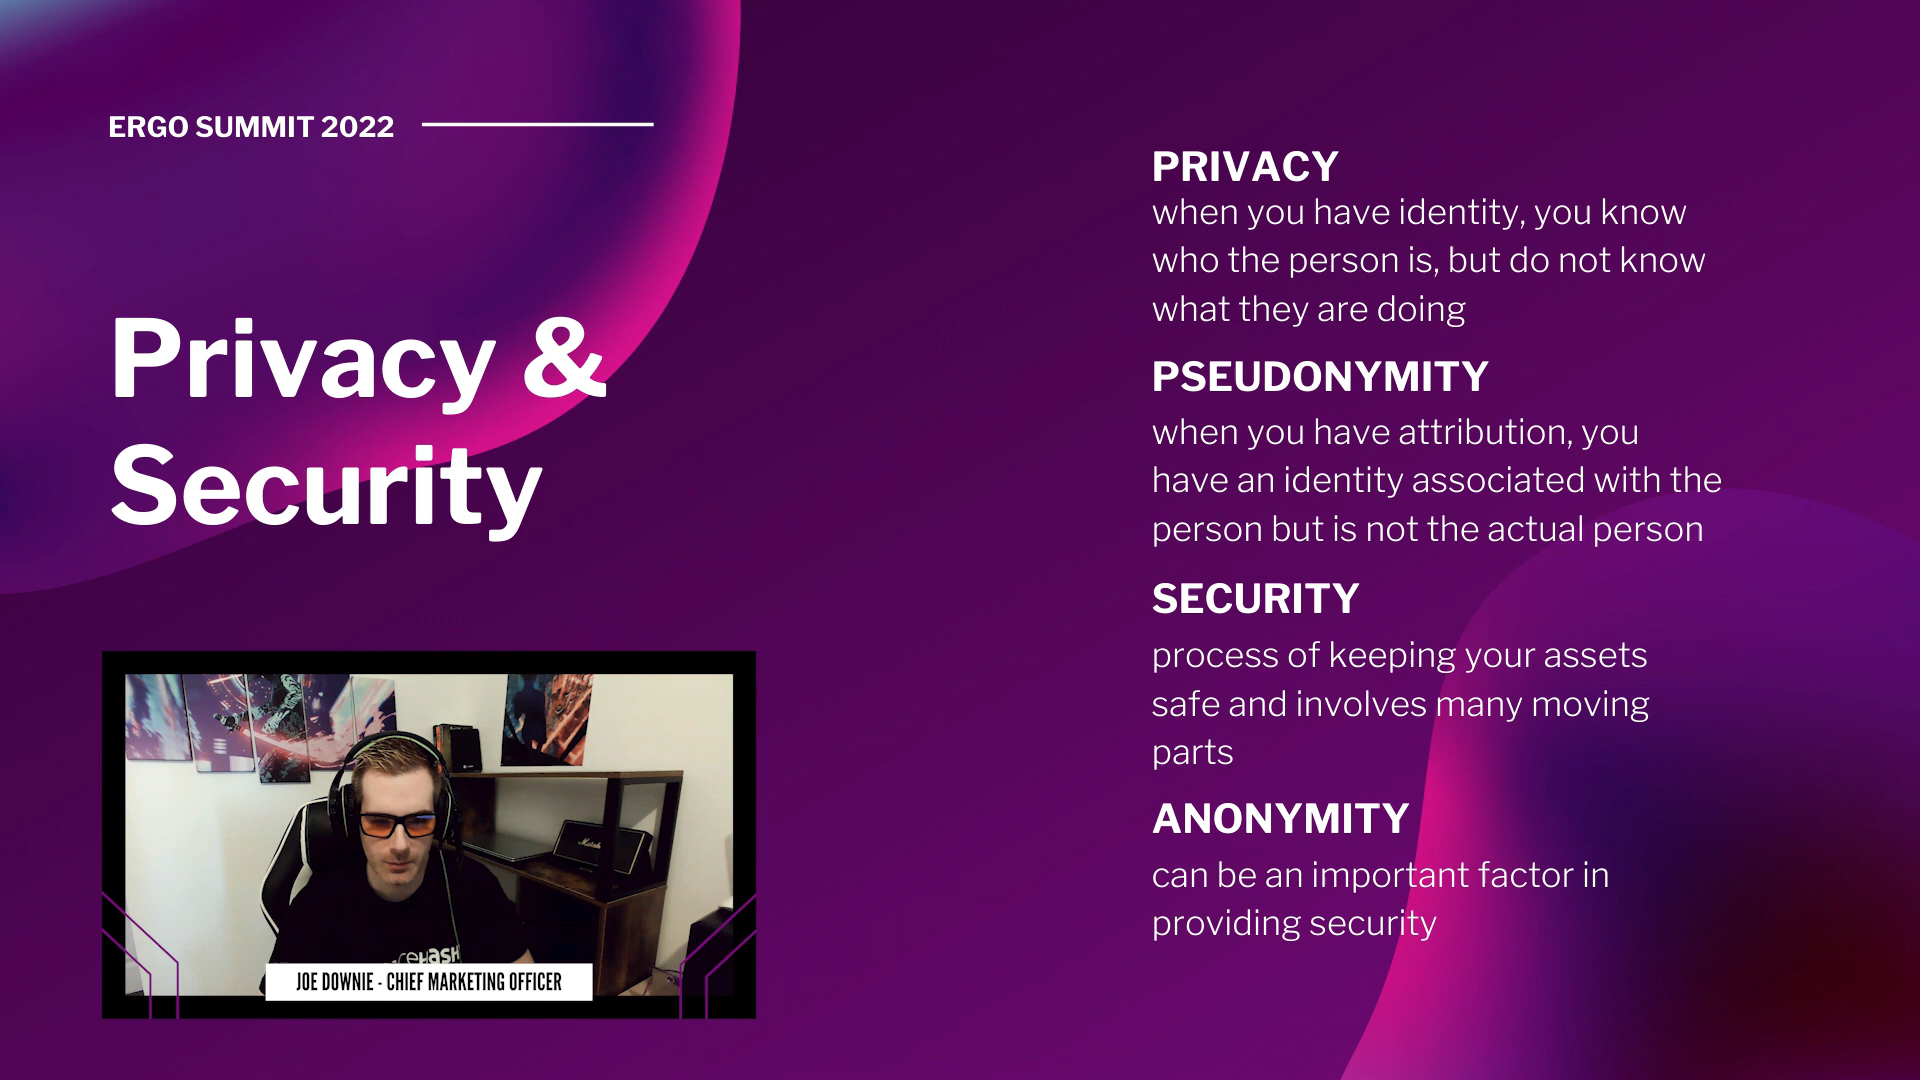 ERGO SUMMIT 2022
Privacy &
Security
JOE DOWNIE - CHIEF MARKETING OFFICER
PRIVACY
when you have identity, you know
who the person is, but do not know
what they are doing
PSEUDONYMITY
when you have attribution, you
have an identity associated with the
person but is not the actual person
SECURITY
process of keeping your assets
safe and involves many moving
parts
ANONYMITY
can be an important factor in
providing security